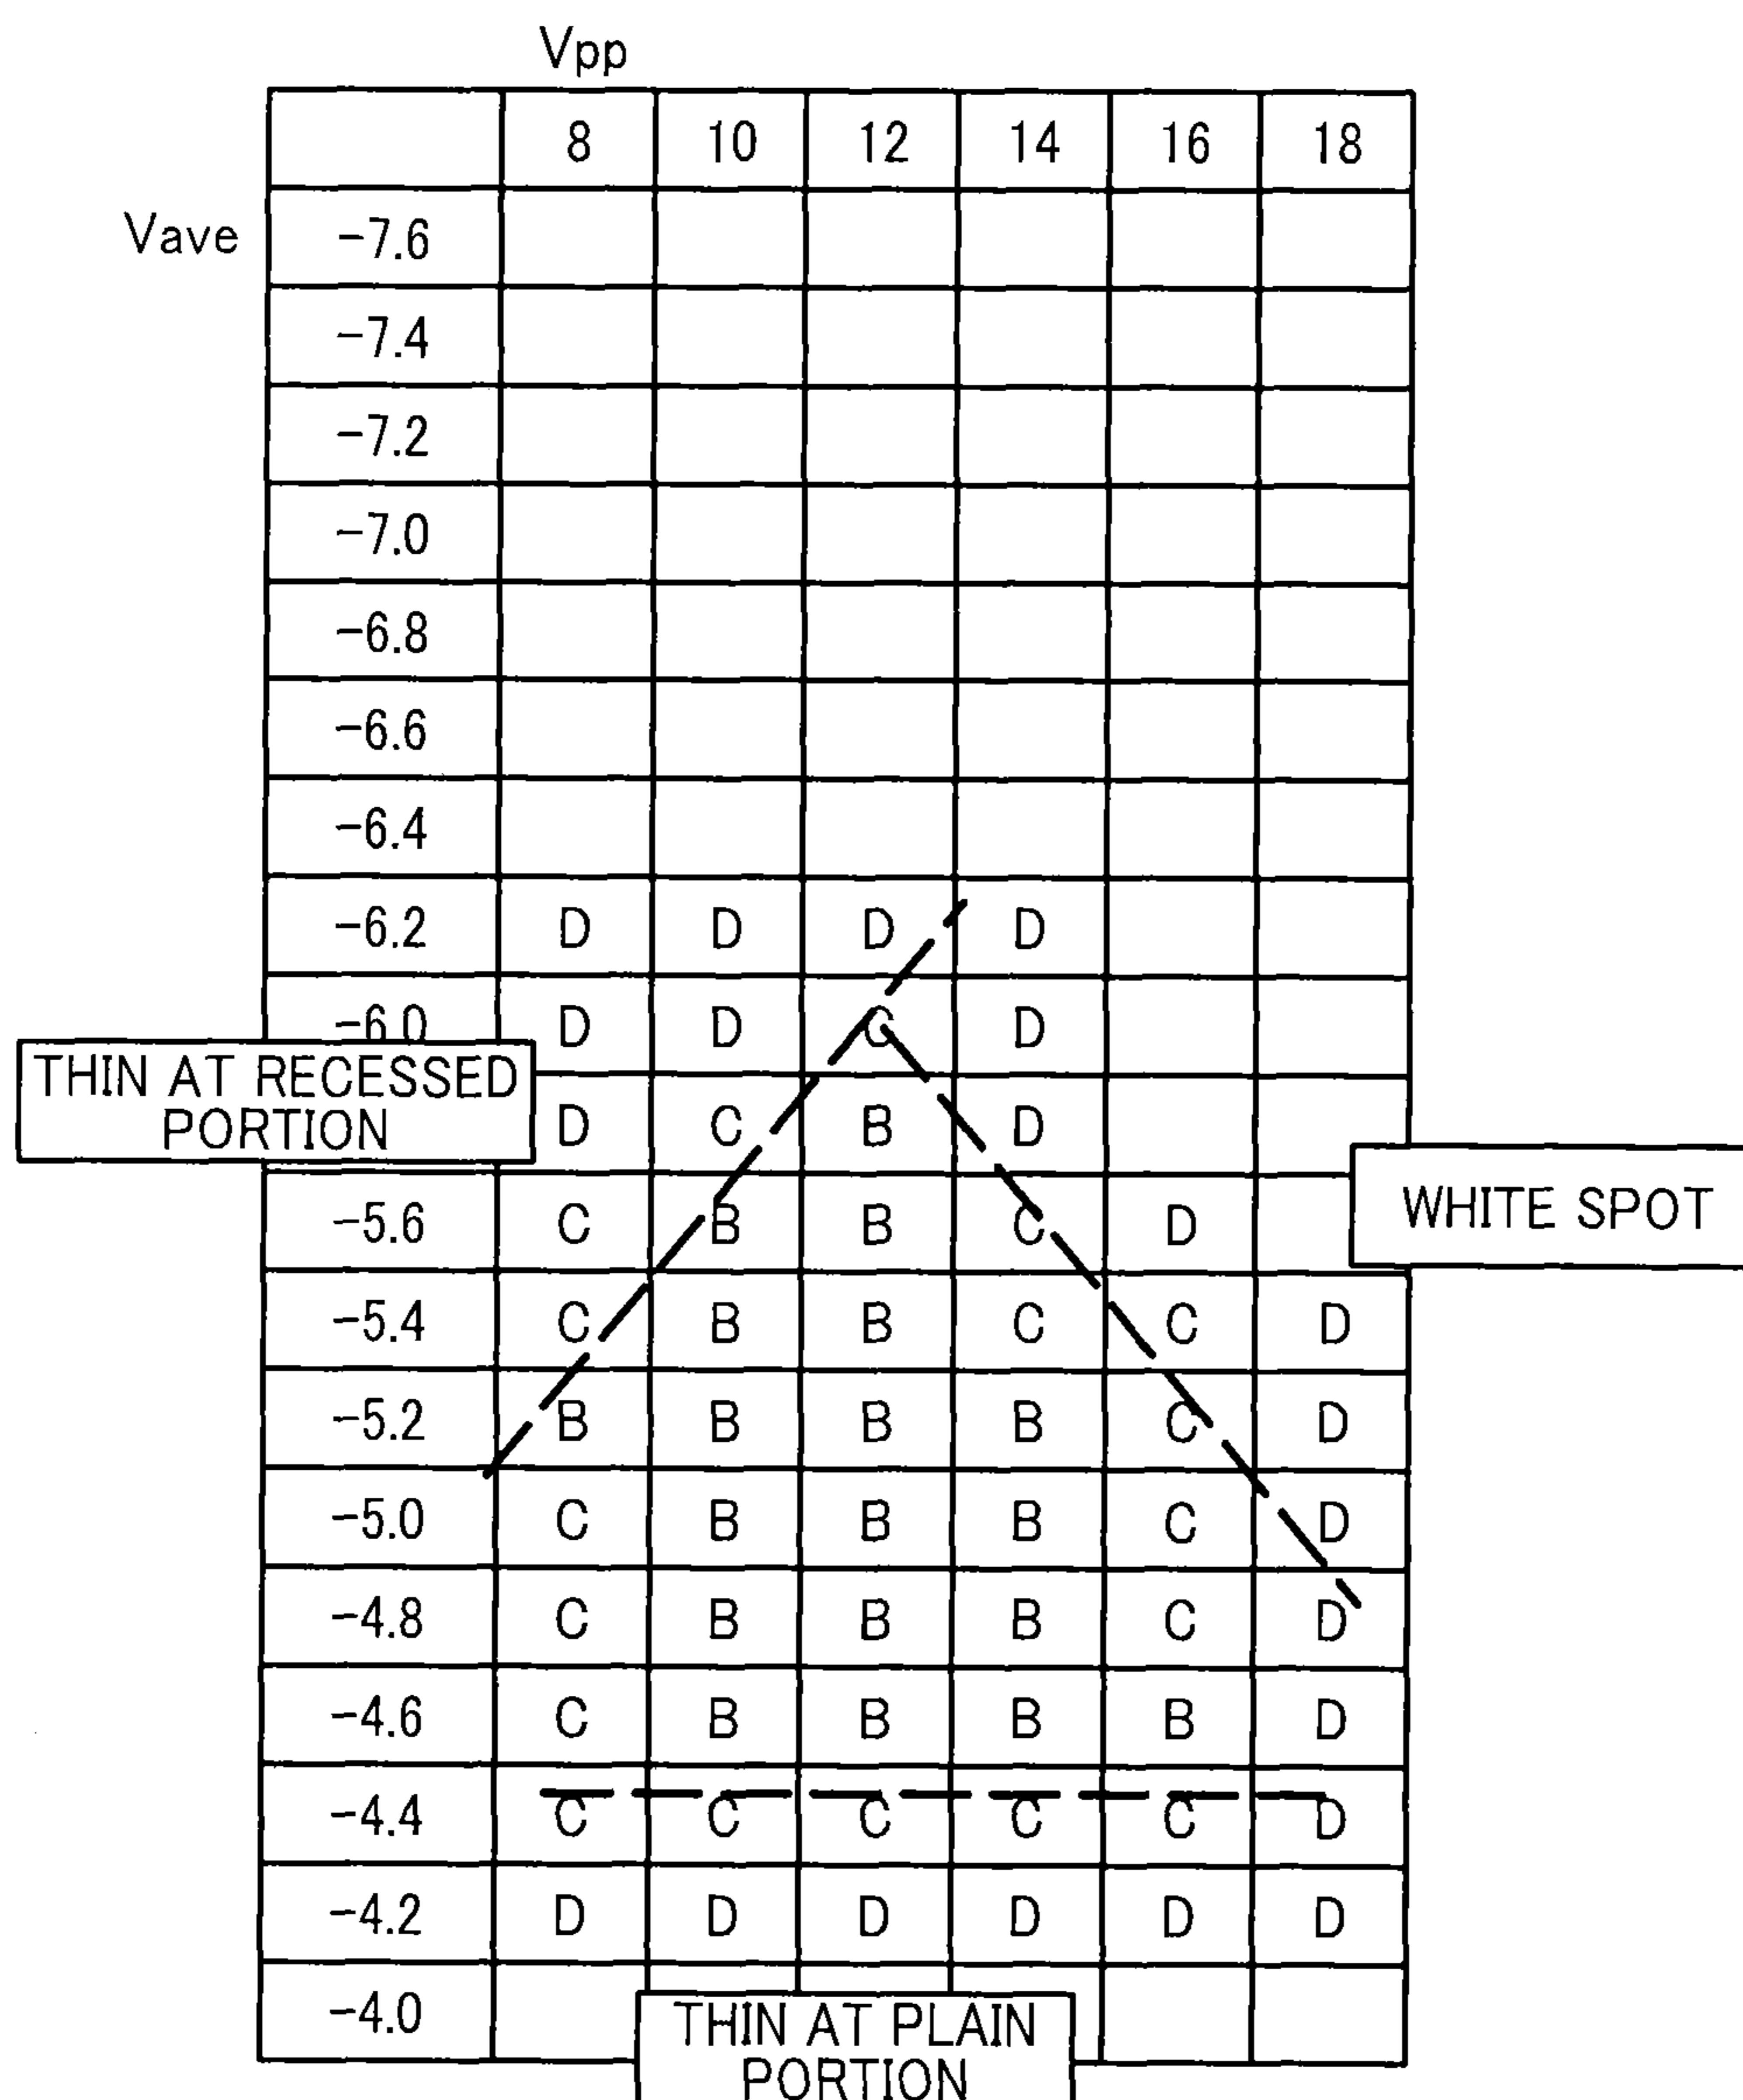 Vpp
8 10 12 14 16 18
Vave -7.6
-7.4
-7.2
-7.0
-6.8
-6.6
-6.4
-6.2 D D D D
-6.0 D D C D
THIN AT RECESSED
PORTION
D C B D
WHITE SPOT
-5.6 C B B C D
-5.4 C B B C C D
-5.2 B B B B C D
-5.0 C B B B C D
-4.8 C B B B C D
-4.6 C B B B B D
-4.4 C C C C C D
-4.2 D D D D D D
-4.0
THIN AT PLAIN
PORTION